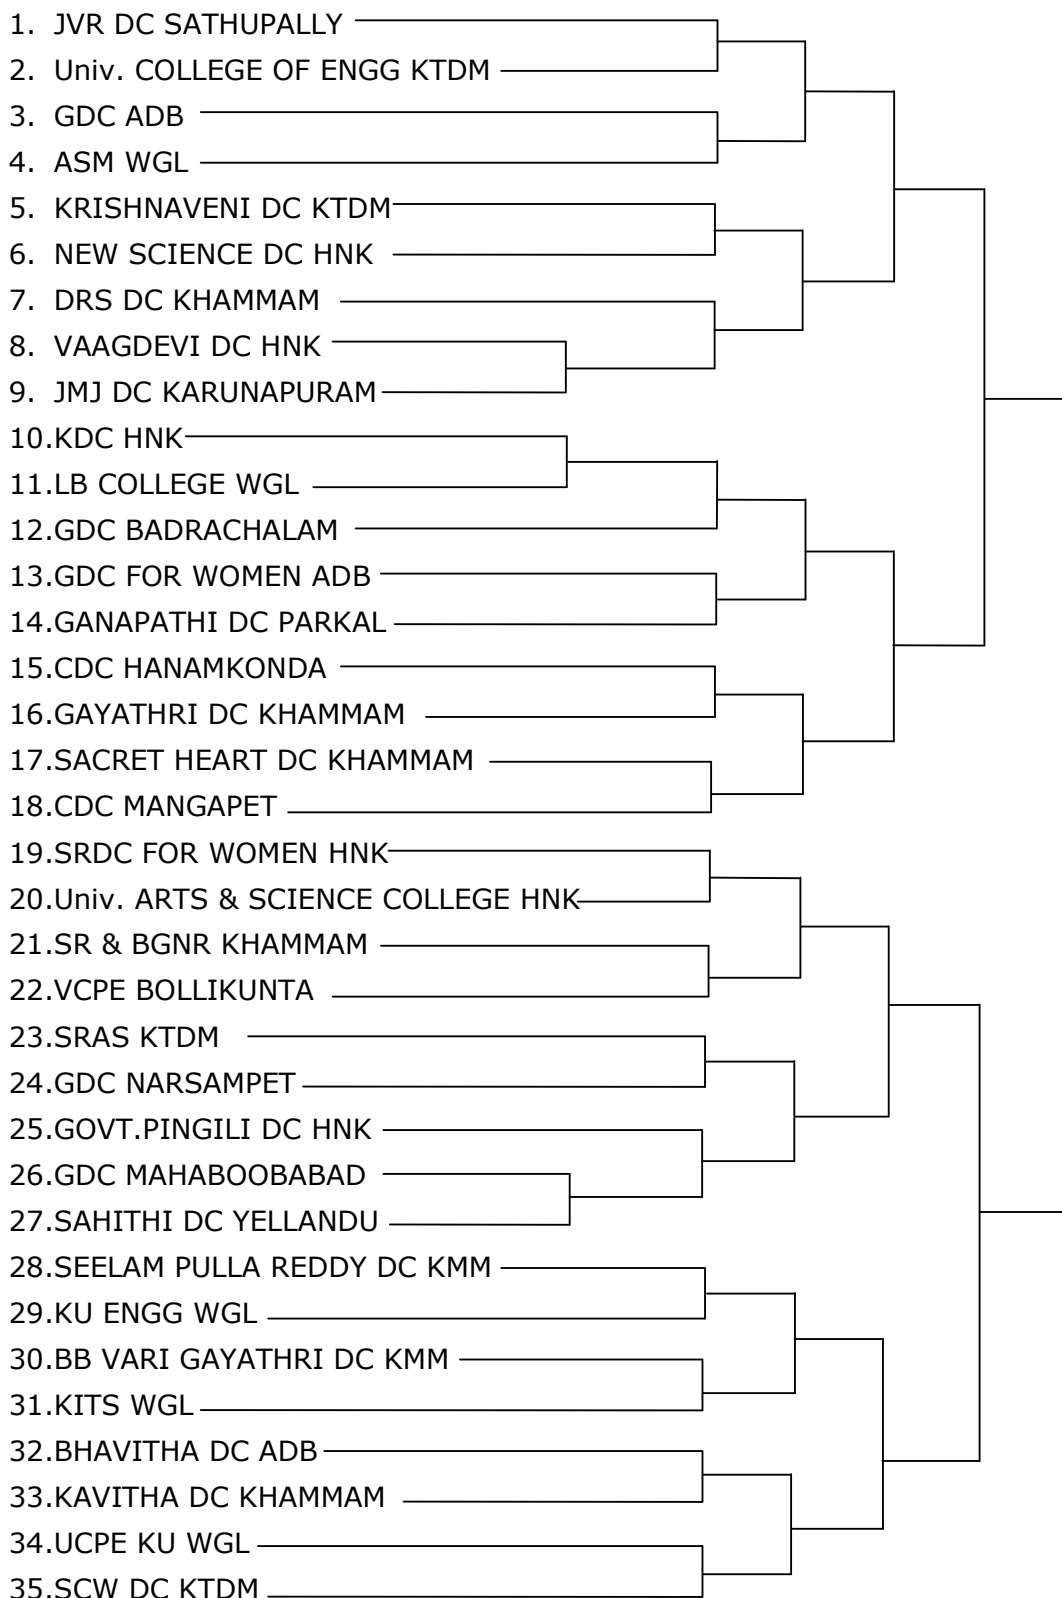 1. JVR DC SATHUPALLY
2. Univ. COLLEGE OF ENGG KTDM
3. GDC ADB
4. ASM WGL
5. KRISHNAVENI DC KTDM
6. NEW SCIENCE DC HNK
7. DRS DC KHAMMAM
8. VAAGDEVI DC HNK
9. JMJ DC KARUNAPURAM
10.KDC HNK
11.LB COLLEGE WGL
12.GDC BADRACHALAM
13.GDC FOR WOMEN ADB
14.GANAPATHI DC PARKAL
15.CDC HANAMKONDA
16.GAYATHRI DC KHAMMAM
17.SACRET HEART DC KHAMMAM
18.CDC MANGAPET
19.SRDC FOR WOMEN HNK
20.Univ. ARTS & SCIENCE COLLEGE HNK
21.SR & BGNR KHAMMAM
22.VCPE BOLLIKUNTA
23.SRAS KTDM
24.GDC NARSAMPET
25.GOVT.PINGILI DC HNK
26.GDC MAHABOOBABAD
27.SAHITHI DC YELLANDU
28.SEELAM PULLA REDDY DC KMM
29.KU ENGG WGL
30.BB VARI GAYATHRI DC KMM
31.KITS WGL
32.BHAVITHA DC ADB
33.KAVITHA DC KHAMMAM
34.UCPE KU WGL
35.SCW DC KTDM